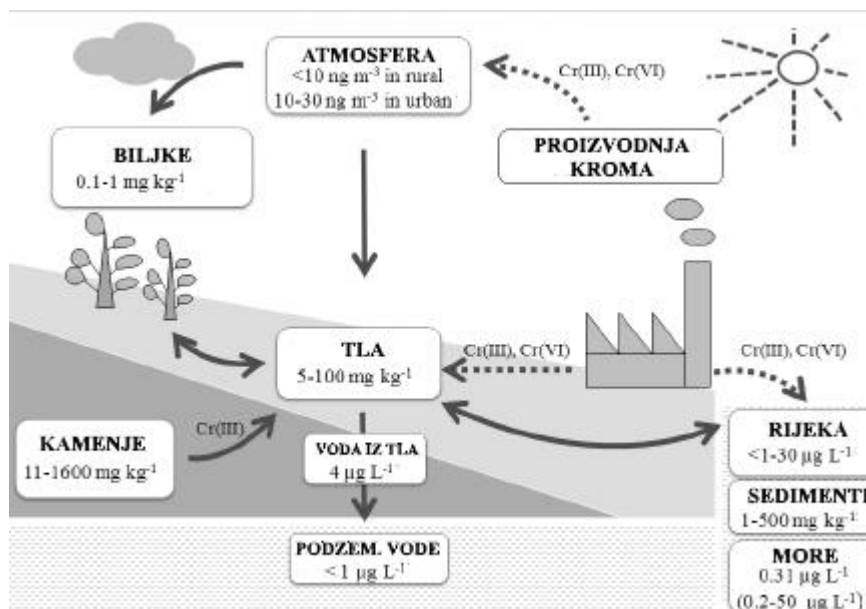 ATMOSFERA
<10 ng m⁻³ in rural
10-30 ng m⁻³ in urban
Cr(III), Cr(VI)
PROIZVODNJA
KROMA
BILJKE
0.1-1 mg kg⁻¹
TLA
5-100 mg kg⁻¹
Cr(III), Cr(VI)
Cr(III), Cr(VI)
KAMENJE
11-1600 mg kg⁻¹
Cr(III)
VODA IZ TLA
4 µg L⁻¹
RIJEKA
<1-30 µg L⁻¹
SEDIMENTI
1-500 mg kg⁻¹
PODZEM. VODE
< 1 µg L⁻¹
MORE
0.31 µg L⁻¹
(0.2-50 µg L⁻¹)